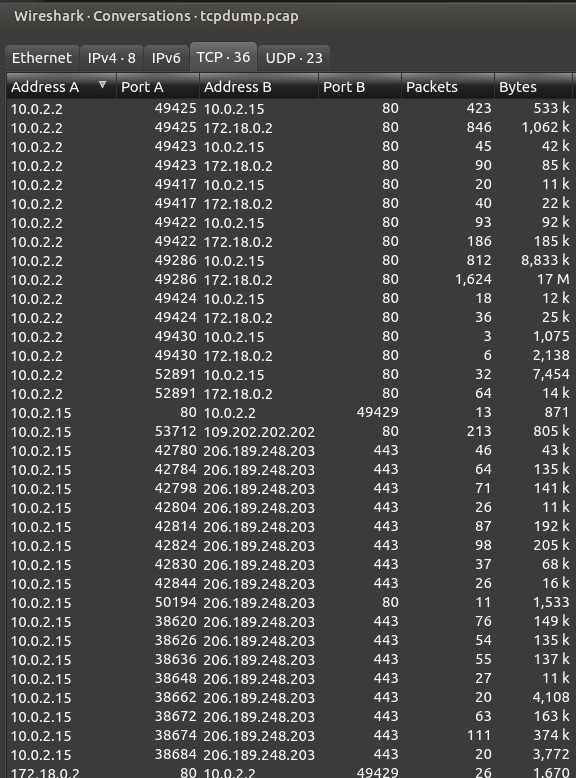 Wireshark · Conversations · tcpdump.pcap
Ethernet IPv4 · 8 IPv6 TCP · 36 UDP · 23
Address A Port A Address B Port B Packets Bytes
10.0.2.2 49425 10.0.2.15 80 423 533 k
10.0.2.2 49425 172.18.0.2 80 846 1,062 k
10.0.2.2 49423 10.0.2.15 80 45 42 k
10.0.2.2 49423 172.18.0.2 80 90 85 k
10.0.2.2 49417 10.0.2.15 80 20 11 k
10.0.2.2 49417 172.18.0.2 80 40 22 k
10.0.2.2 49422 10.0.2.15 80 93 92 k
10.0.2.2 49422 172.18.0.2 80 186 185 k
10.0.2.2 49286 10.0.2.15 80 812 8,833 k
10.0.2.2 49286 172.18.0.2 80 1,624 17 M
10.0.2.2 49424 10.0.2.15 80 18 12 k
10.0.2.2 49424 172.18.0.2 80 36 25 k
10.0.2.2 49430 10.0.2.15 80 3 1,075
10.0.2.2 49430 172.18.0.2 80 6 2,138
10.0.2.2 52891 10.0.2.15 80 32 7,454
10.0.2.2 52891 172.18.0.2 80 64 14 k
10.0.2.15 80 10.0.2.2 49429 13 871
10.0.2.15 53712 109.202.202.202 80 213 805 k
10.0.2.15 42780 206.189.248.203 443 46 43 k
10.0.2.15 42784 206.189.248.203 443 64 135 k
10.0.2.15 42798 206.189.248.203 443 71 141 k
10.0.2.15 42804 206.189.248.203 443 26 11 k
10.0.2.15 42814 206.189.248.203 443 87 192 k
10.0.2.15 42824 206.189.248.203 443 98 205 k
10.0.2.15 42830 206.189.248.203 443 37 68 k
10.0.2.15 42844 206.189.248.203 443 26 16 k
10.0.2.15 50194 206.189.248.203 80 11 1,533
10.0.2.15 38620 206.189.248.203 443 76 149 k
10.0.2.15 38626 206.189.248.203 443 54 135 k
10.0.2.15 38636 206.189.248.203 443 55 137 k
10.0.2.15 38648 206.189.248.203 443 27 11 k
10.0.2.15 38662 206.189.248.203 443 20 4,108
10.0.2.15 38672 206.189.248.203 443 63 163 k
10.0.2.15 38674 206.189.248.203 443 111 374 k
10.0.2.15 38684 206.189.248.203 443 20 3,772
172.18.0.2 80 10.0.2.2 49429 26 1,670